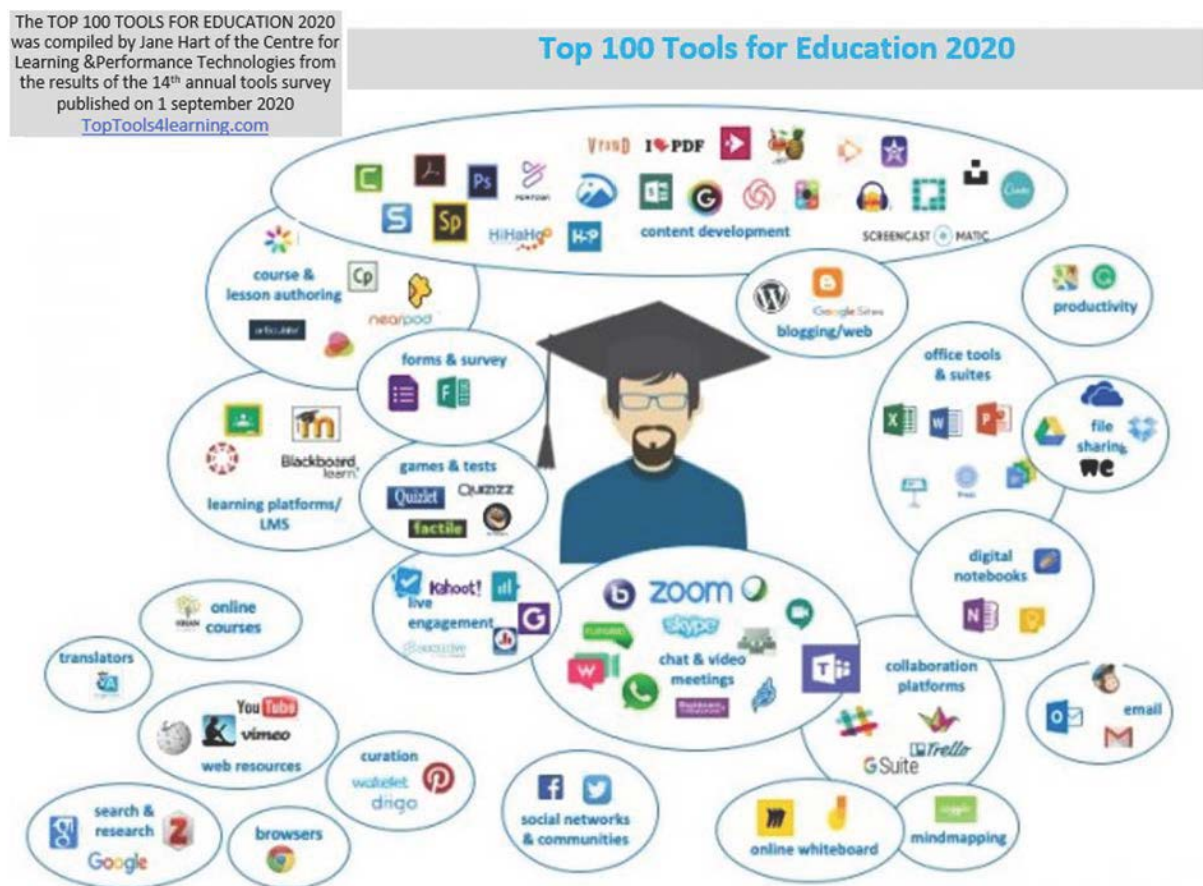 The TOP 100 TOOLS FOR EDUCATION 2020
was compiled by Jane Hart of the Centre for
Learning &Performance Technologies from
the results of the 14th annual tools survey
published on 1 september 2020
TopTools4learning.com
Top 100 Tools for Education 2020
I PDF
Ps
Sp
HiHaHo
H-P
content development
SCREENCAST MATIC
course &
lesson authoring
Cp
nearpod
Google Sites
blogging/web
productivity
forms & survey
F
office tools
& suites
X
W
P
file
sharing
we
Blackboard
learn
learning platforms/
LMS
games & tests
Quizlet
Quizizz
factile
digital
notebooks
N
Kahoot!
live
engagement
G
b
zoom
skype
W
chat & video
meetings
T
collaboration
platforms
Trello
G Suite
O
email
online
courses
translators
You Tube
vimeo
web resources
curation
wakelet
diigo
search &
research
g
Z
Google
browsers
f
social networks
& communities
online whiteboard
mindmapping